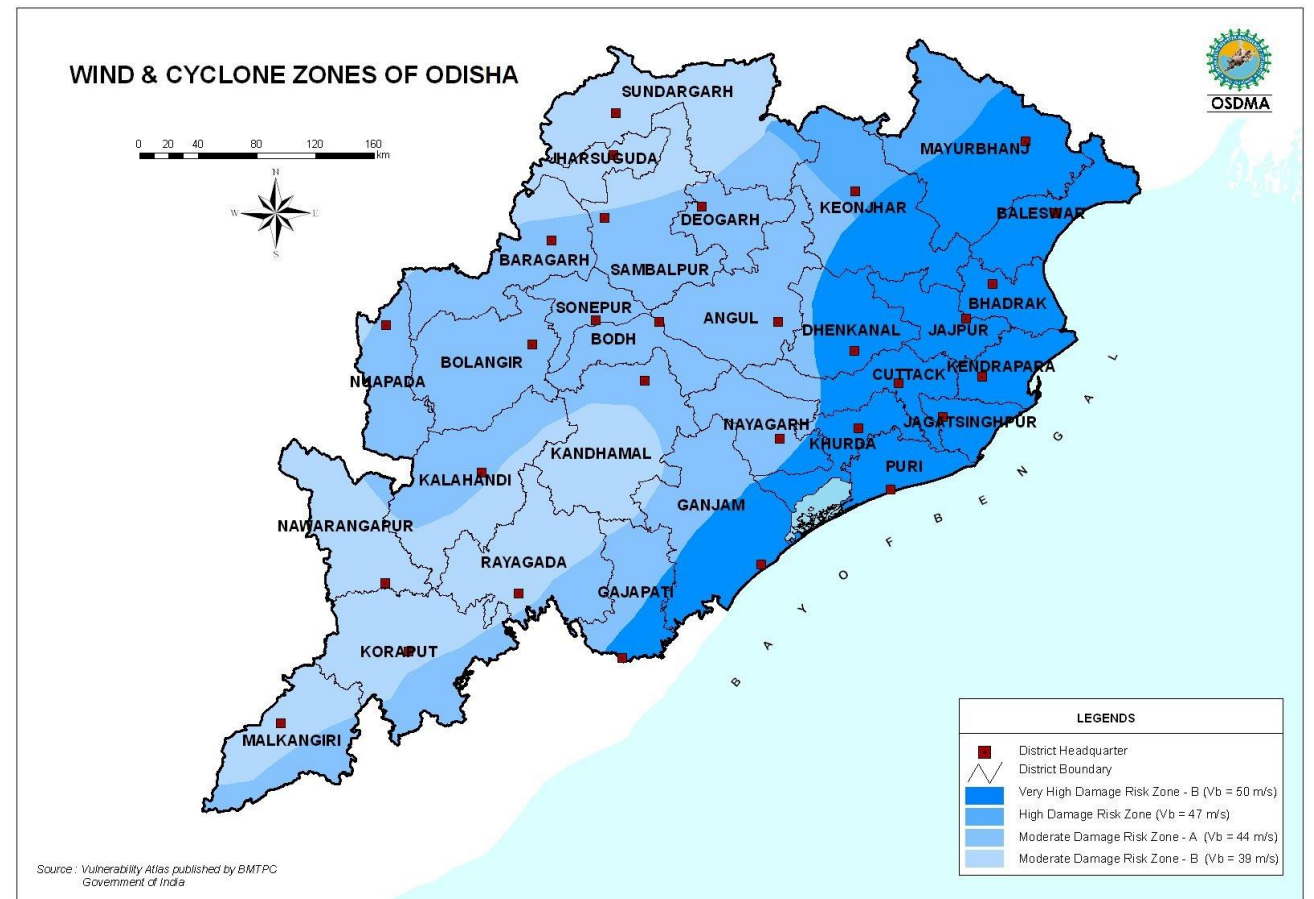 WIND & CYCLONE ZONES OF ODISHA
OSDMA
0 20 40 80 120 160
km
N
W E
S
SUNDARGARH
JHARSUGUDA
MAYURBHANJ
KEONJHAR
DEOGARH
BALESWAR
BARAGARH
SAMBALPUR
BHADRAK
SONEPUR
ANGUL
DHENKANAL
JAJPUR
BODH
BOLANGIR
KENDRAPARA
CUTTACK
NUAPADA
NAYAGARH
JAGATSINGHPUR
KHURDA
KANDHAMAL
PURI
KALAHANDI
GANJAM
NAWARANGAPUR
RAYAGADA
GAJAPATI
KORAPUT
MALKANGIRI
BAY OF BENGAL
LEGENDS
District Headquarter
District Boundary
Very High Damage Risk Zone - B (Vb = 50 m/s)
High Damage Risk Zone (Vb = 47 m/s)
Moderate Damage Risk Zone - A (Vb = 44 m/s)
Moderate Damage Risk Zone - B (Vb = 39 m/s)
Source : Vulnerability Atlas published by BMTPC
Government of India